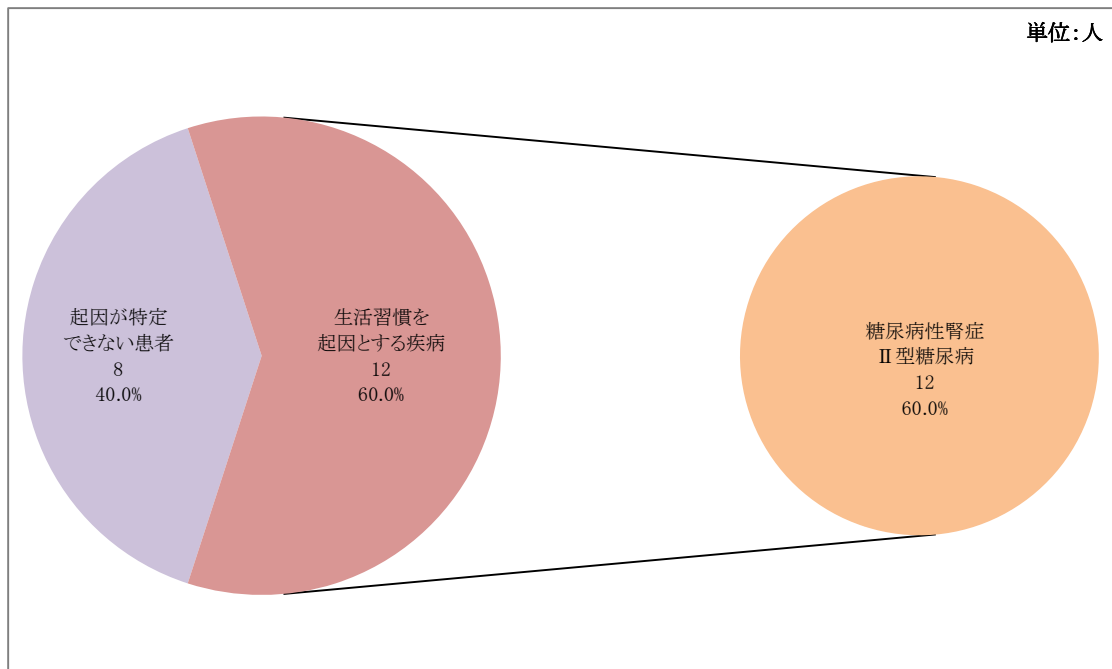 単位:人
起因が特定
できない患者
8
40.0%
生活習慣を
起因とする疾病
12
60.0%
糖尿病性腎症
Ⅱ型糖尿病
12
60.0%